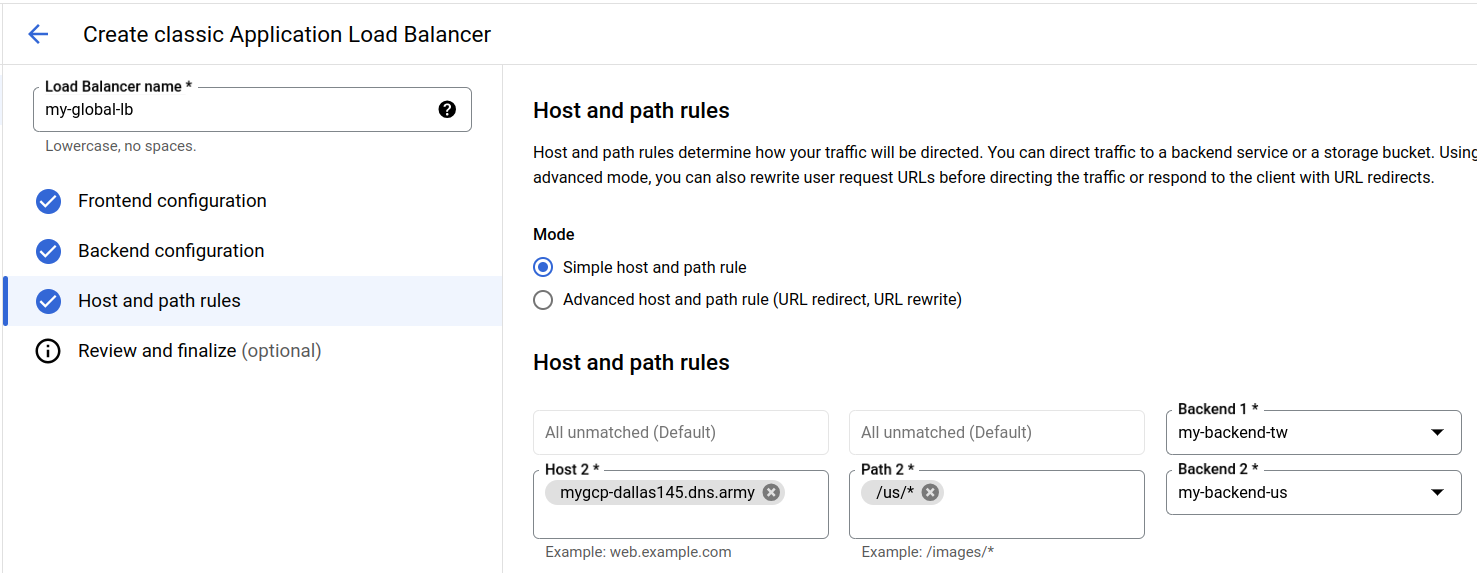 Create classic Application Load Balancer
Load Balancer name *
my-global-lb
Lowercase, no spaces.
Frontend configuration
Backend configuration
Host and path rules
Review and finalize (optional)
Host and path rules
Host and path rules determine how your traffic will be directed. You can direct traffic to a backend service or a storage bucket. Using
advanced mode, you can also rewrite user request URLs before directing the traffic or respond to the client with URL redirects.
Mode
Simple host and path rule
Advanced host and path rule (URL redirect, URL rewrite)
Host and path rules
All unmatched (Default)
All unmatched (Default)
Backend 1 *
my-backend-tw
Host 2 *
mygcp-dallas145.dns.army
Example: web.example.com
Path 2 *
/us/*
Example: /images/*
Backend 2 *
my-backend-us